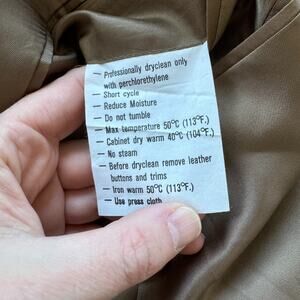 – Professionally dryclean only
with perchlorethylene
– Short cycle
– Reduce Moisture
– Do not tumble
– Max temperature 50°C (113°F.)
– Cabinet dry warm 40°C (104°F.)
– No steam
– Before dryclean remove leather
buttons and trims
– Iron warm 50°C (113°F.)
– Use press cloth